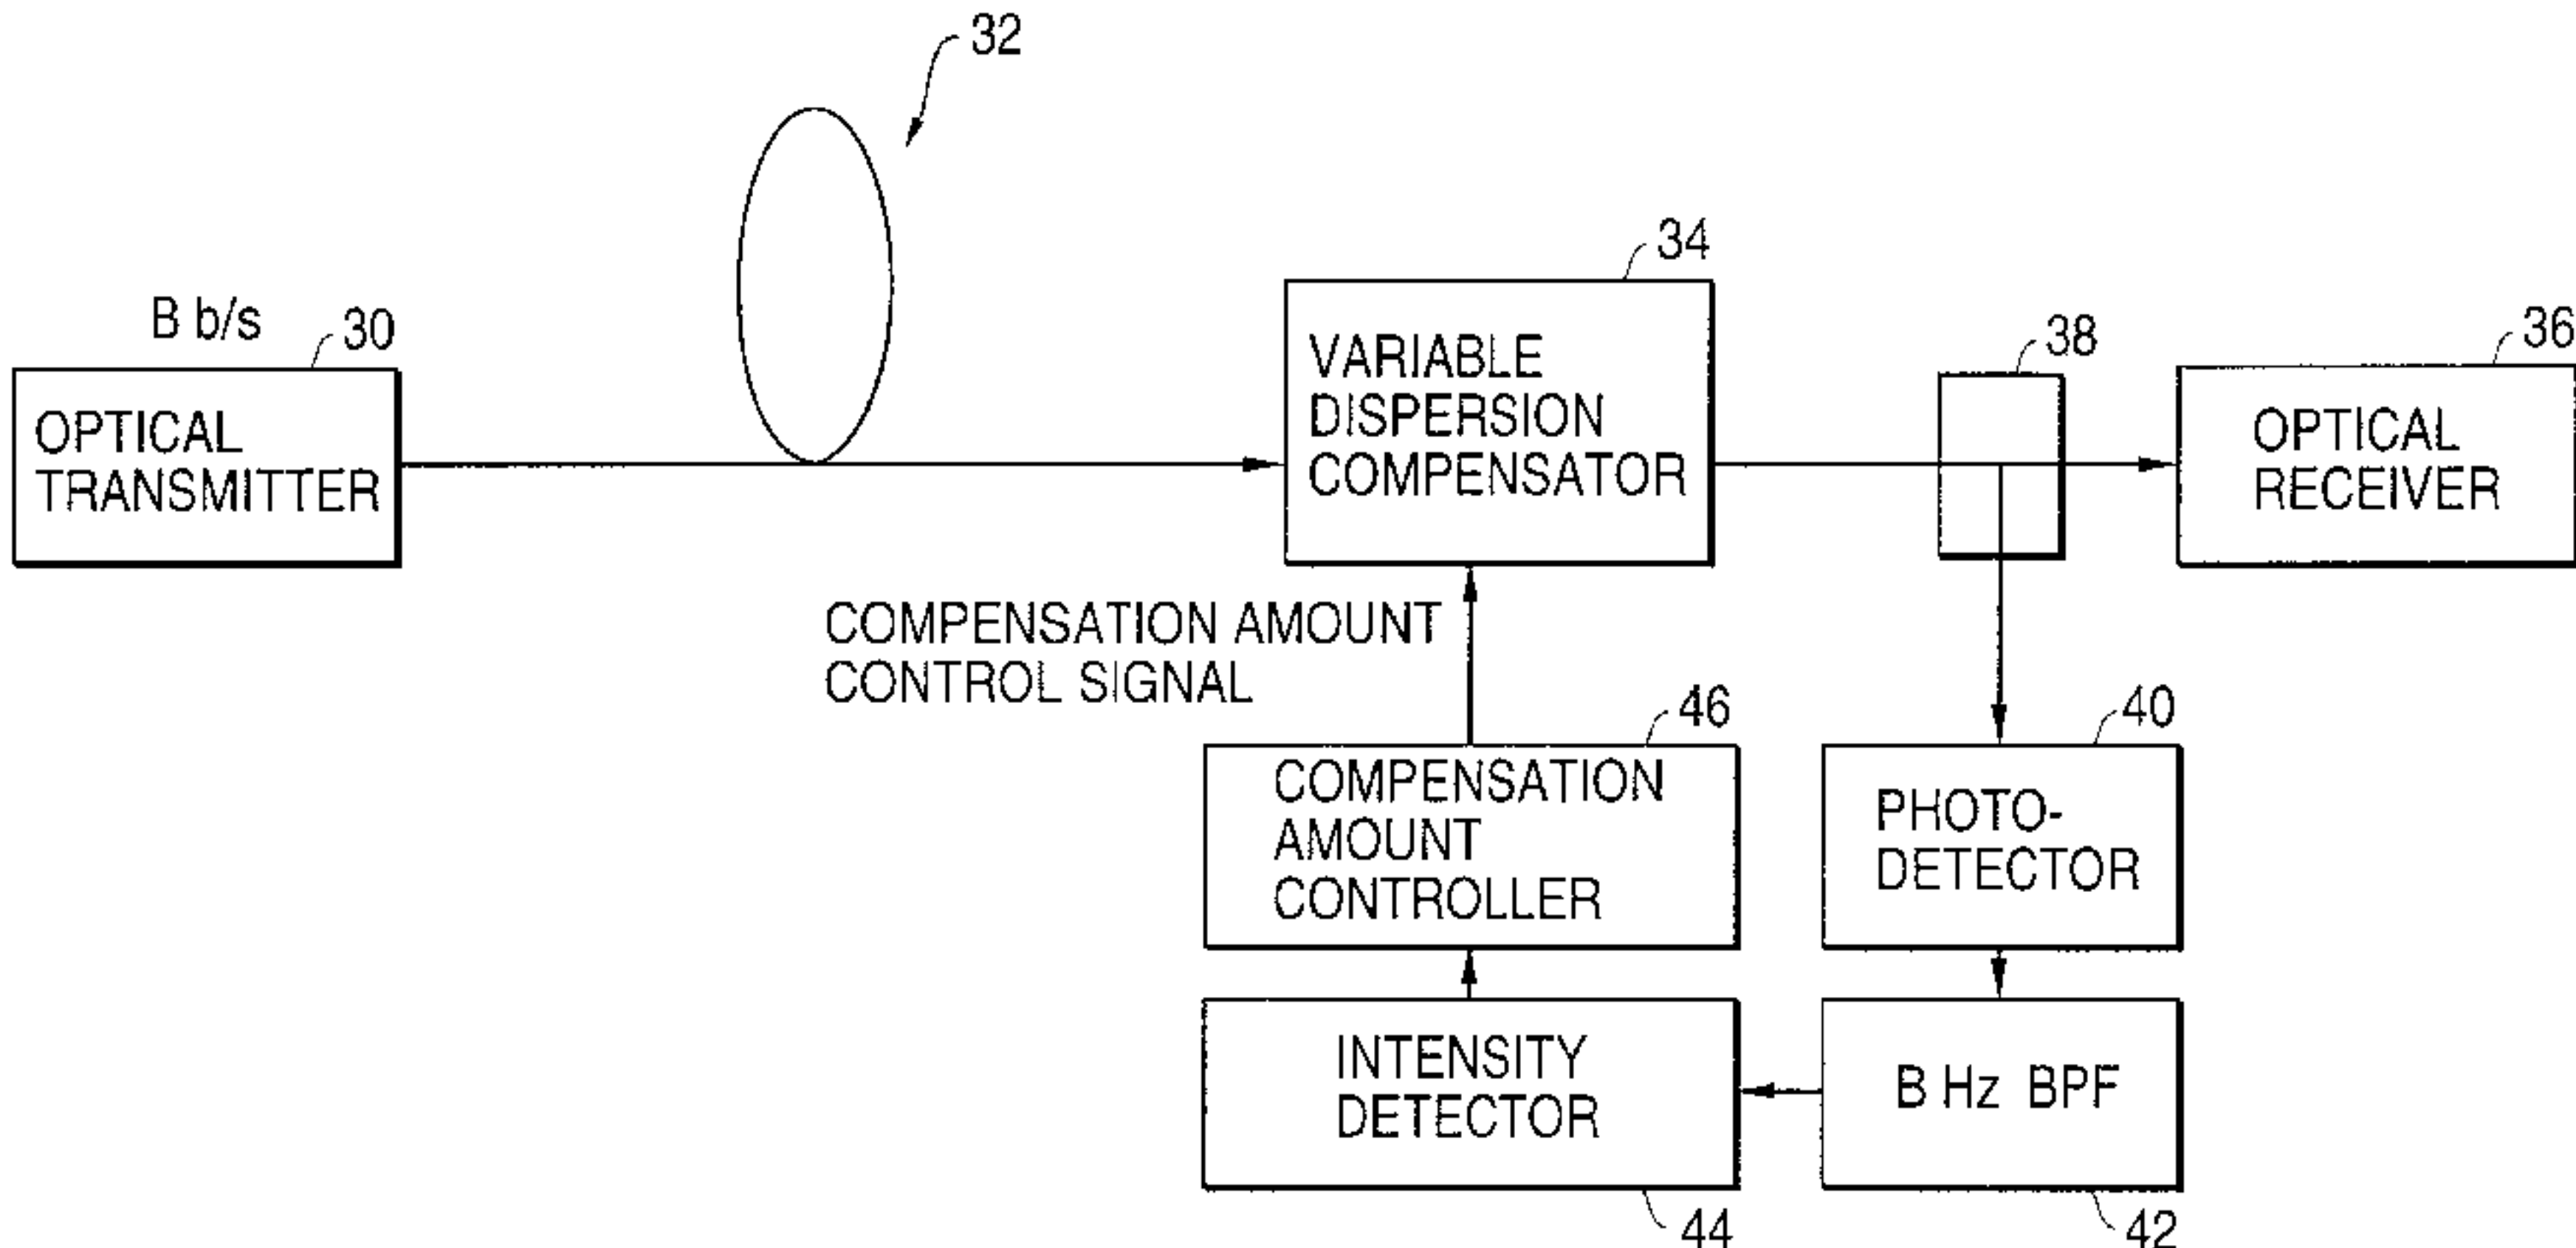 32
B b/s
30
OPTICAL
TRANSMITTER
34
VARIABLE
DISPERSION
COMPENSATOR
38
36
OPTICAL
RECEIVER
COMPENSATION AMOUNT
CONTROL SIGNAL
46
COMPENSATION
AMOUNT
CONTROLLER
40
PHOTO-
DETECTOR
INTENSITY
DETECTOR
44
B Hz BPF
42